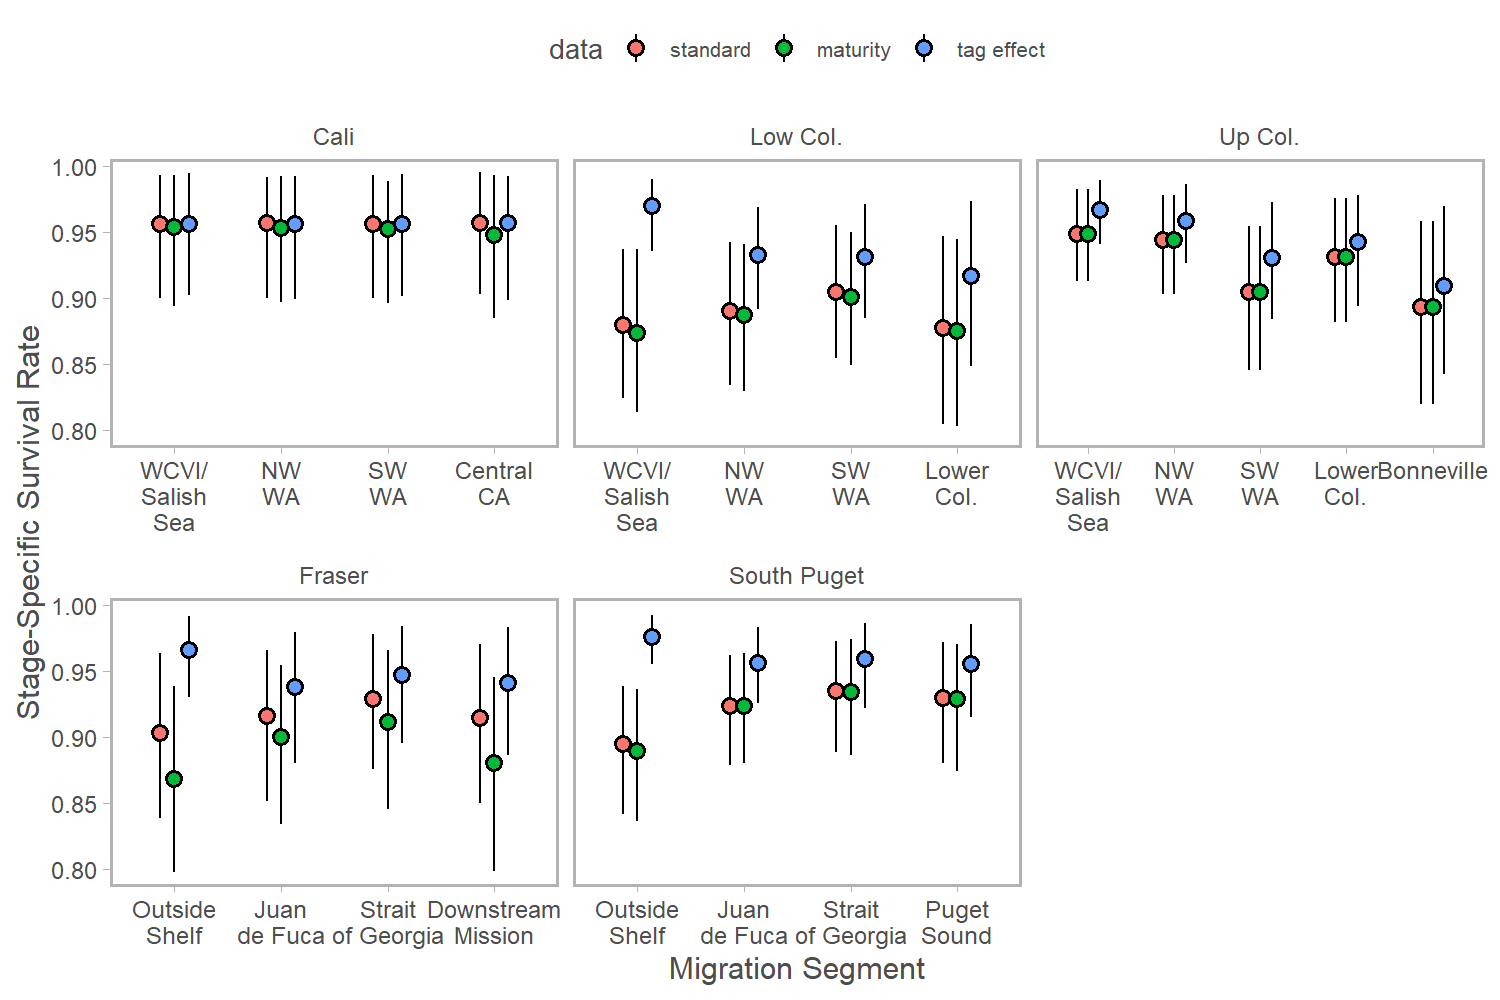 data standard maturity tag effect
Cali Low Col. Up Col.
Stage-Specific Survival Rate
1.00
0.95
0.90
0.85
0.80
WCVI/ NW SW Central WCVI/ NW SW Lower WCVI/ NW SW Lower Bonneville
Salish WA WA CA Salish WA WA Col. Salish WA WA Col.
Sea Sea Sea
Fraser South Puget
1.00
0.95
0.90
0.85
0.80
Outside Juan Strait Downstream Outside Juan Strait Puget
Shelf de Fuca of Georgia Mission Shelf de Fuca of Georgia Sound
Migration Segment